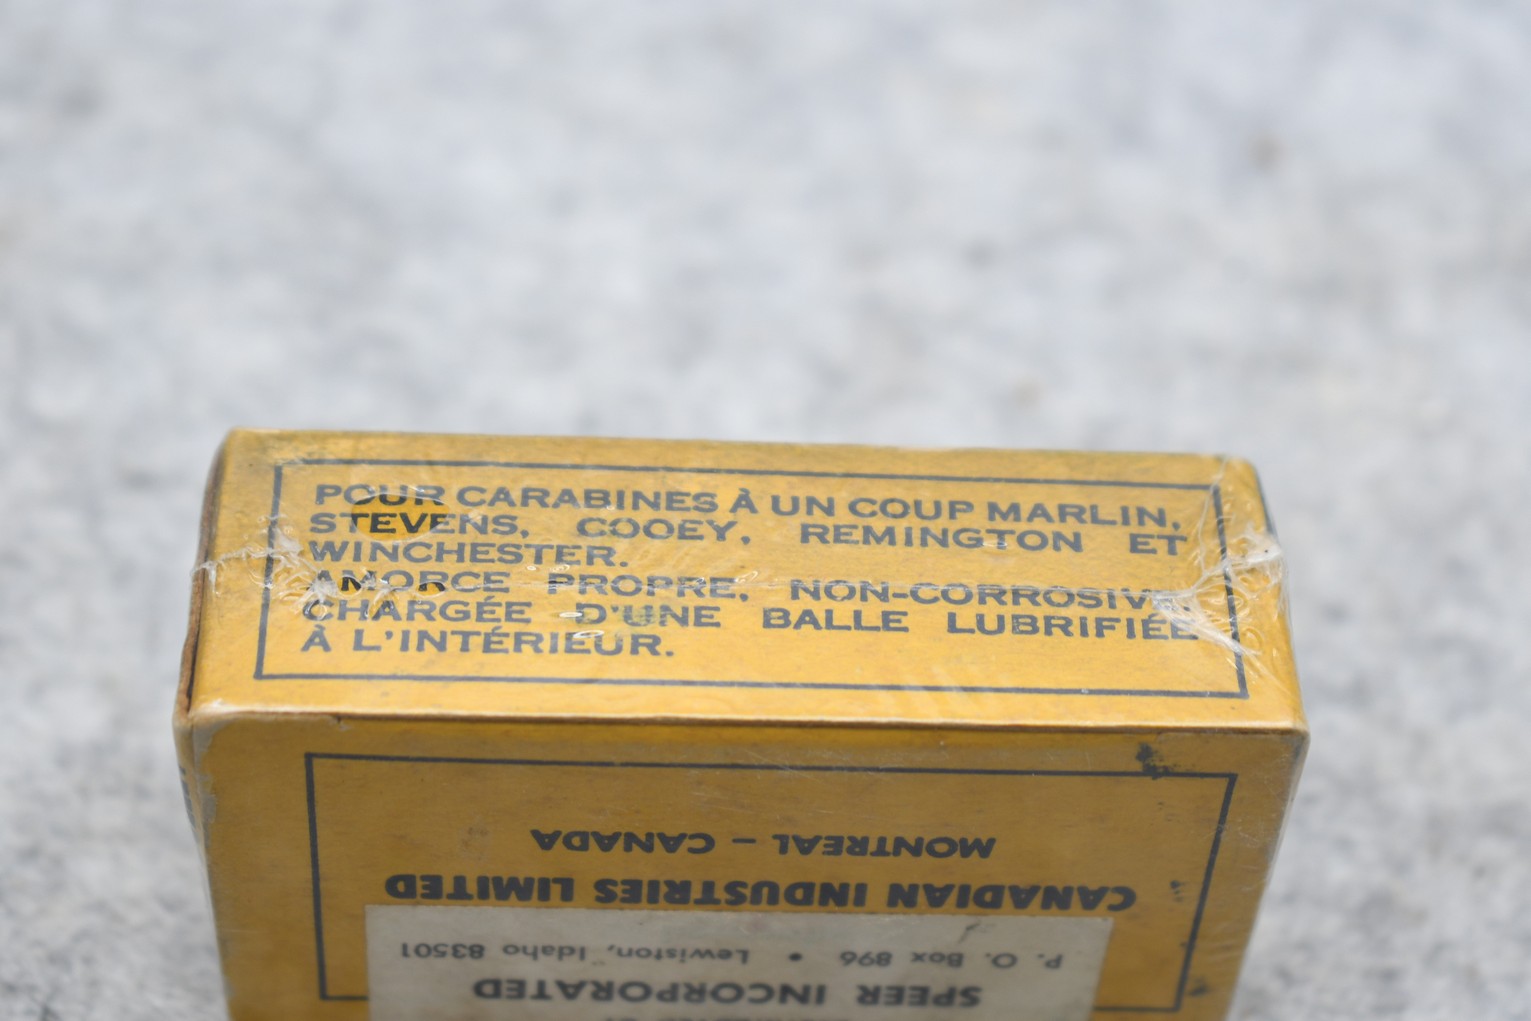 POUR CARABINES À UN COUP MARLIN,
STEVENS, COOEY, REMINGTON ET
WINCHESTER.
AMORCE PROPRE, NON-CORROSIVE,
CHARGÉE D'UNE BALLE LUBRIFIÉE
À L'INTÉRIEUR.
SPEER INCORPORATED
P. O. Box 896 • Lewiston, Idaho 83501
CANADIAN INDUSTRIES LIMITED
MONTREAL – CANADA